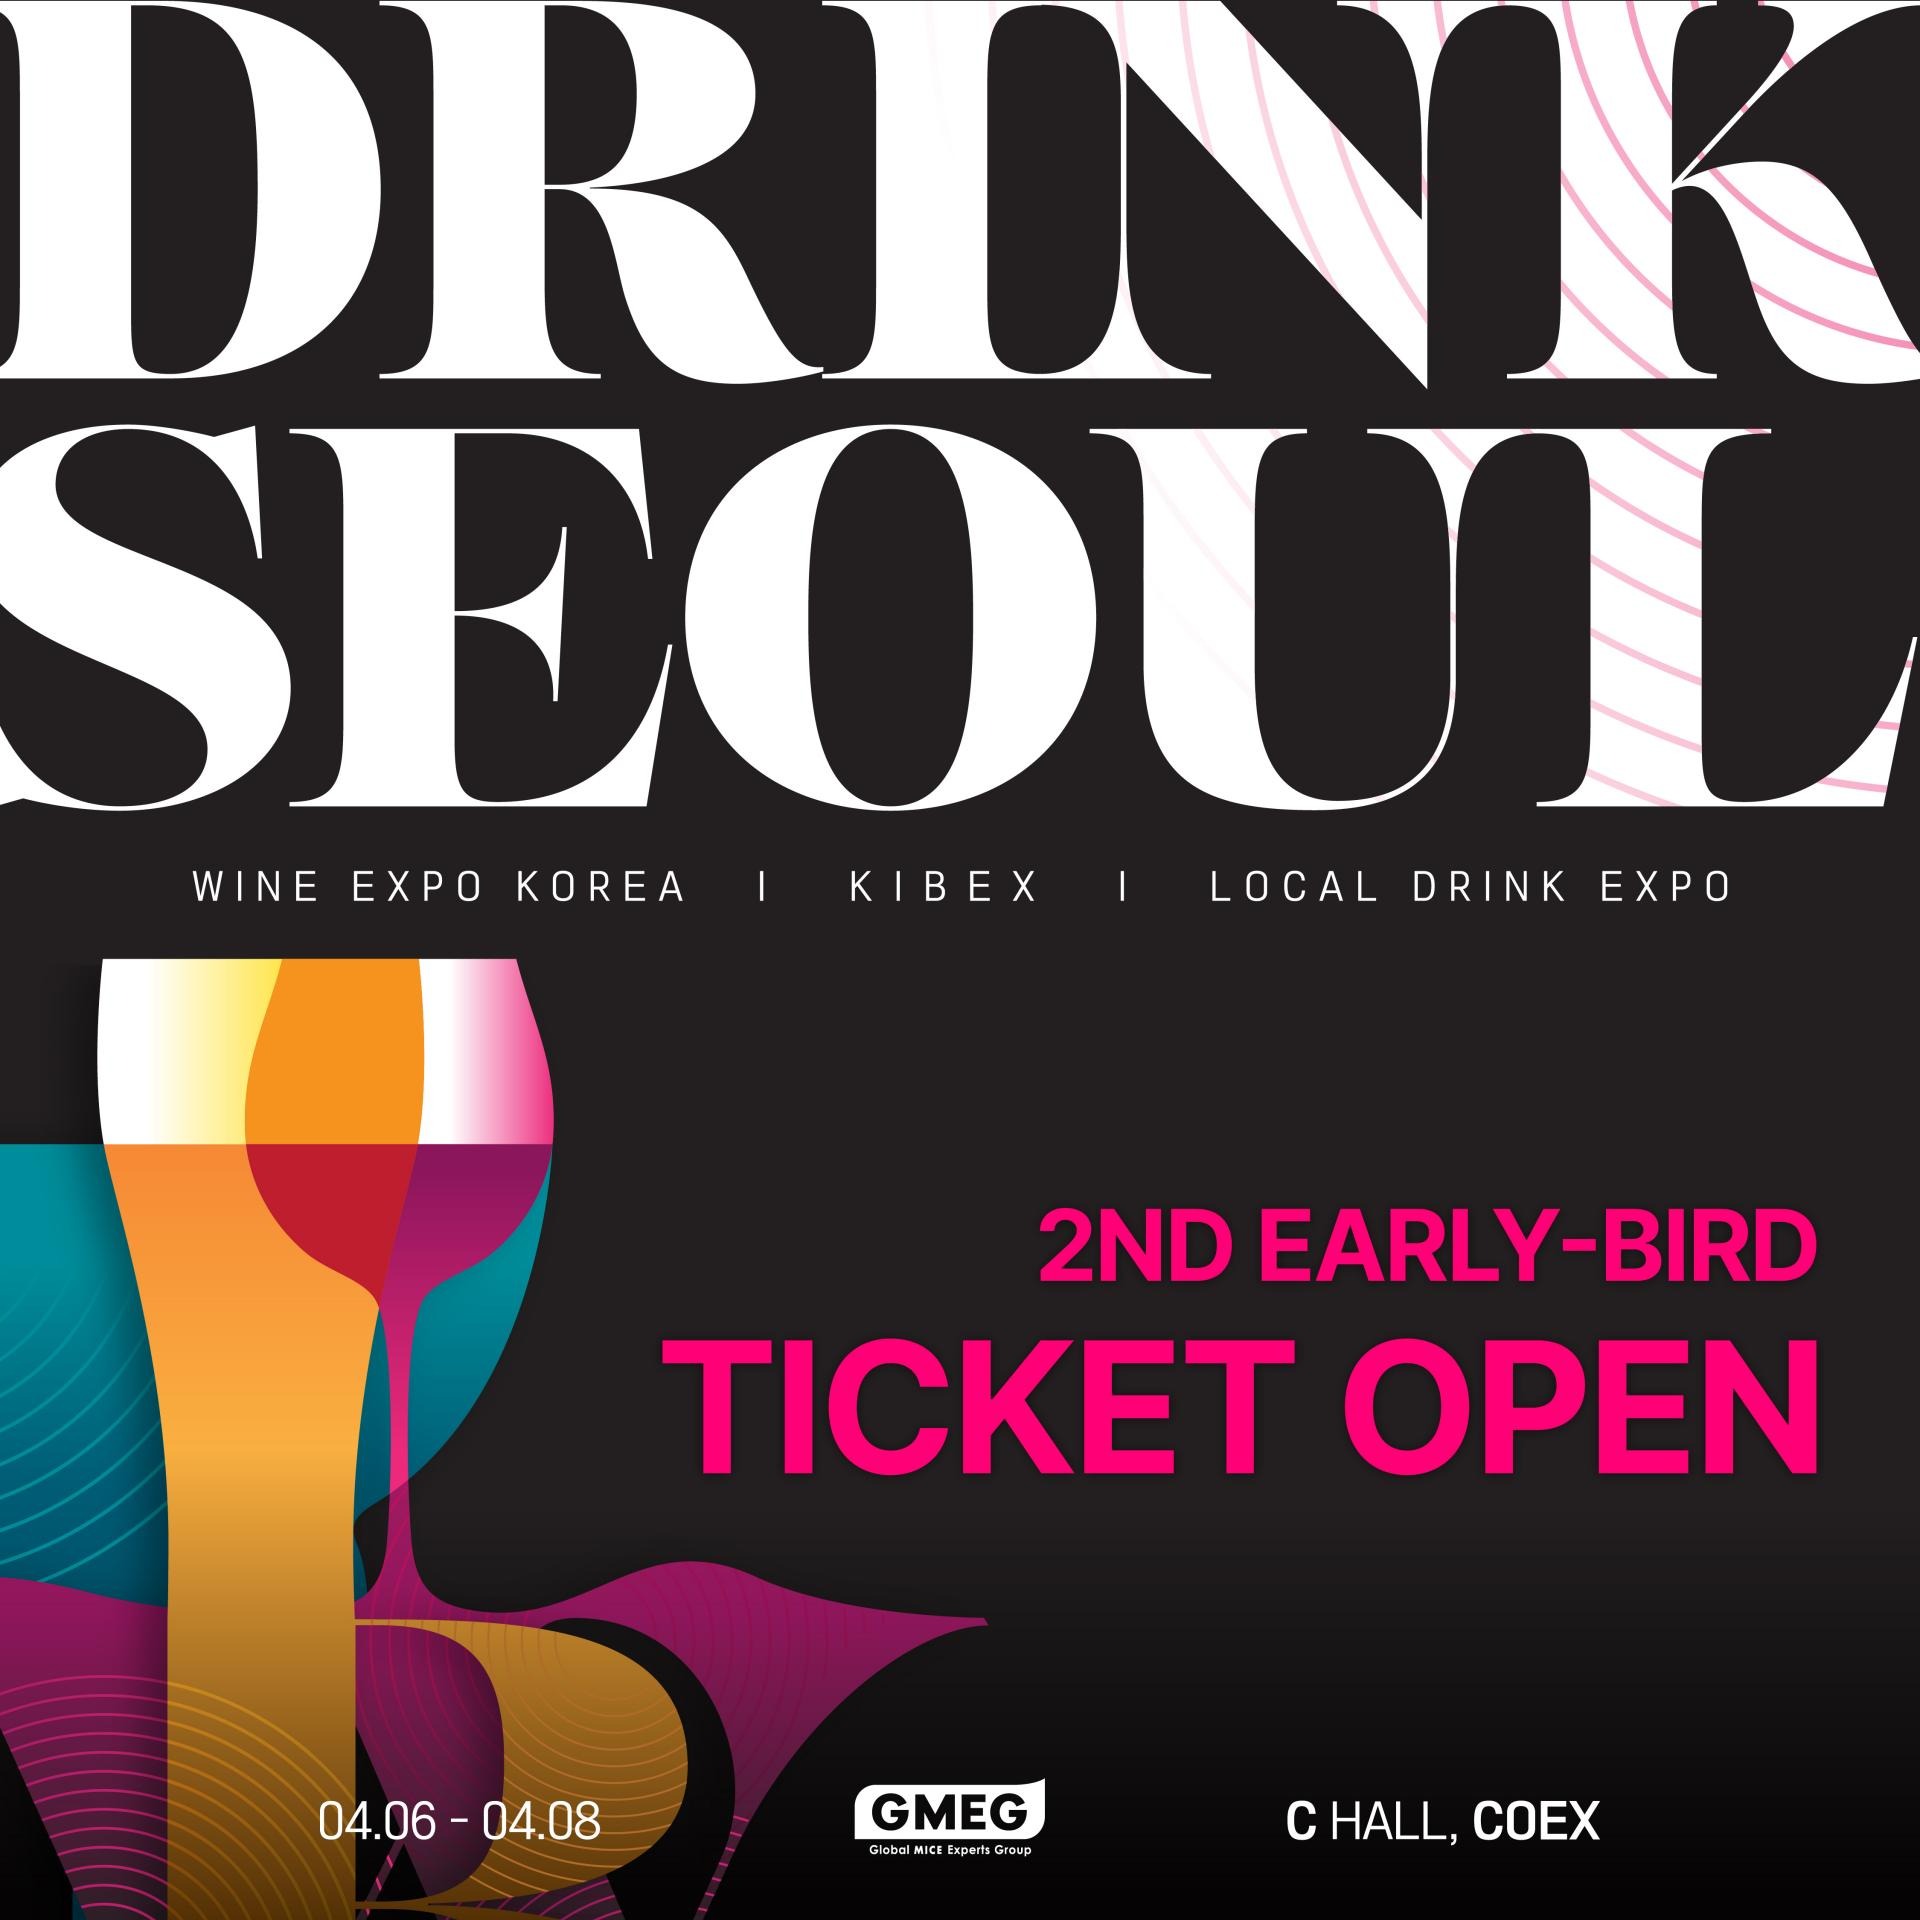 DRINK
SEOUL
WINE EXPO KOREA I KIBEX I LOCAL DRINK EXPO
2ND EARLY-BIRD
TICKET OPEN
04.06 - 04.08
GMEG
Global MICE Experts Group
C HALL, COEX